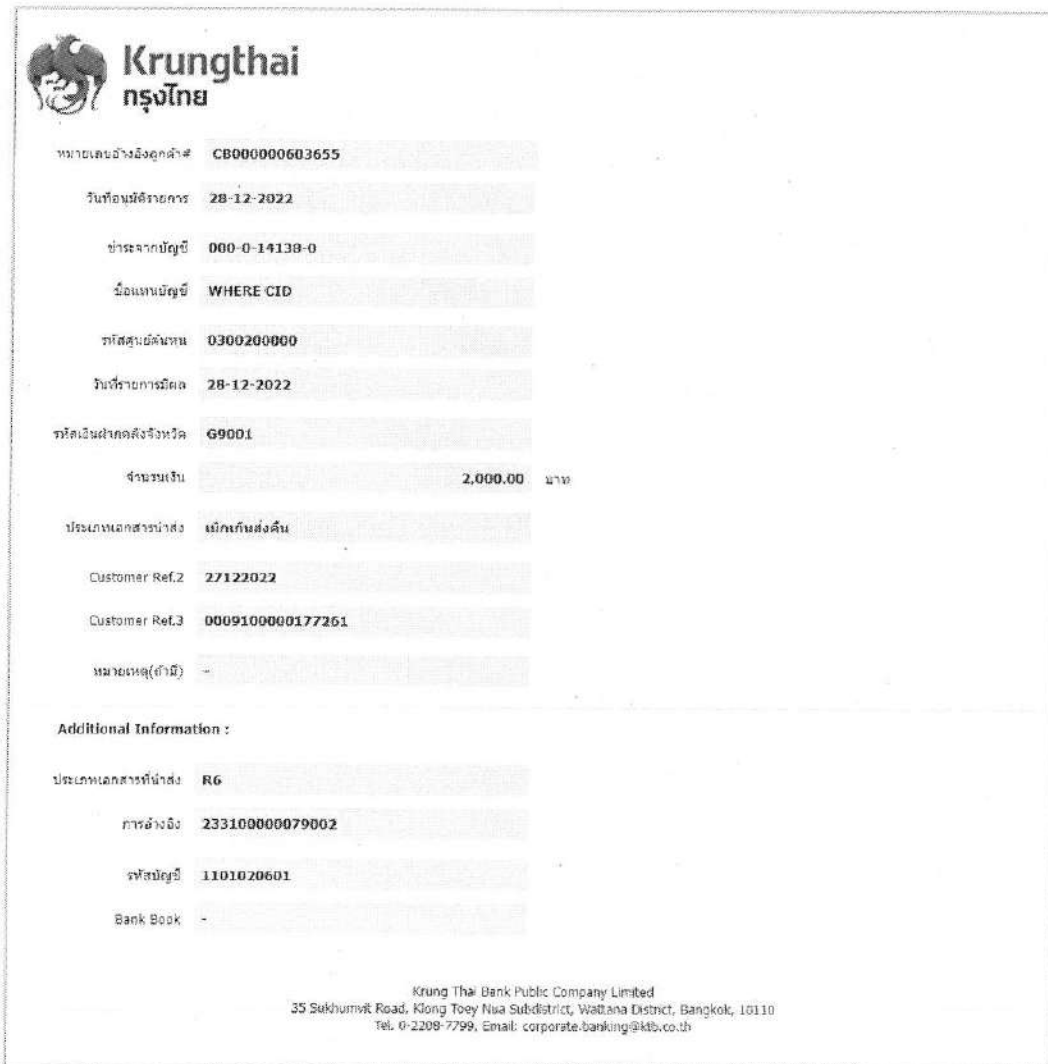 Krungthai
กรุงไทย
หมายเลขอ้างอิงลูกค้า# CB000000603655
วันที่อนุมัติรายการ 28-12-2022
ชำระจากบัญชี 000-0-14138-0
ชื่อแทนบัญชี WHERE CID
รหัสศูนย์ต้นทุน 0300200000
วันที่รายการมีผล 28-12-2022
รหัสเงินฝากคลังจังหวัด G9001
จำนวนเงิน 2,000.00 บาท
ประเภทเอกสารนำส่ง เบิกเกินส่งคืน
Customer Ref.2 27122022
Customer Ref.3 0009100000177261
หมายเหตุ(ถ้ามี) -
Additional Information :
ประเภทเอกสารที่นำส่ง R6
การอ้างอิง 233100000079002
รหัสบัญชี 1101020601
Bank Book -
Krung Thai Bank Public Company Limited
35 Sukhumvit Road, Klong Toey Nua Subdistrict, Wattana District, Bangkok, 10110
Tel. 0-2208-7799, Email: corporate.banking@ktb.co.th